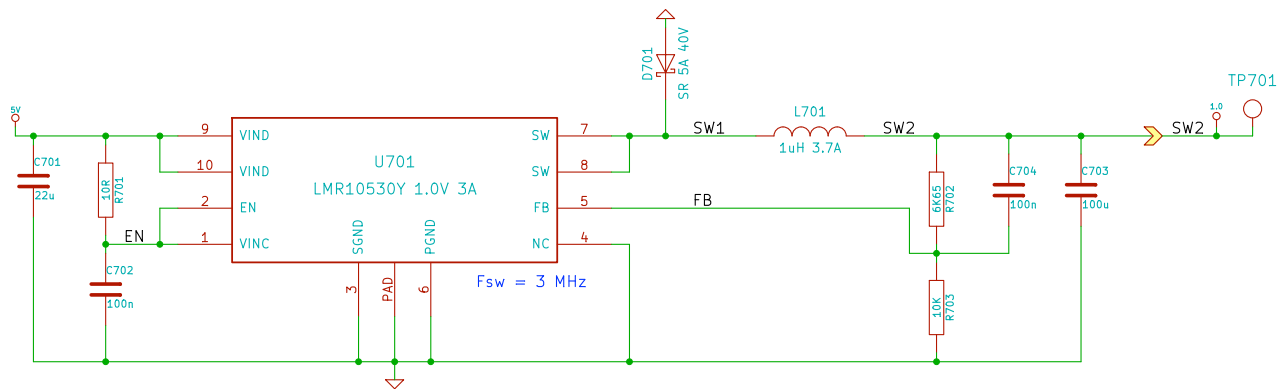 5V
C701
22u
10R
R701
EN
C702
100n
9
VIND
10
VIND
2
EN
1
VINC
U701
LMR10530Y 1.0V 3A
SGND
PGND
3
PAD
6
SW
7
SW
8
FB
5
NC
4
Fsw = 3 MHz
D701
SR 5A 40V
SW1
L701
1uH 3.7A
SW2
FB
6K65
R702
C704
100n
C703
100u
10K
R703
SW2
1.0
TP701